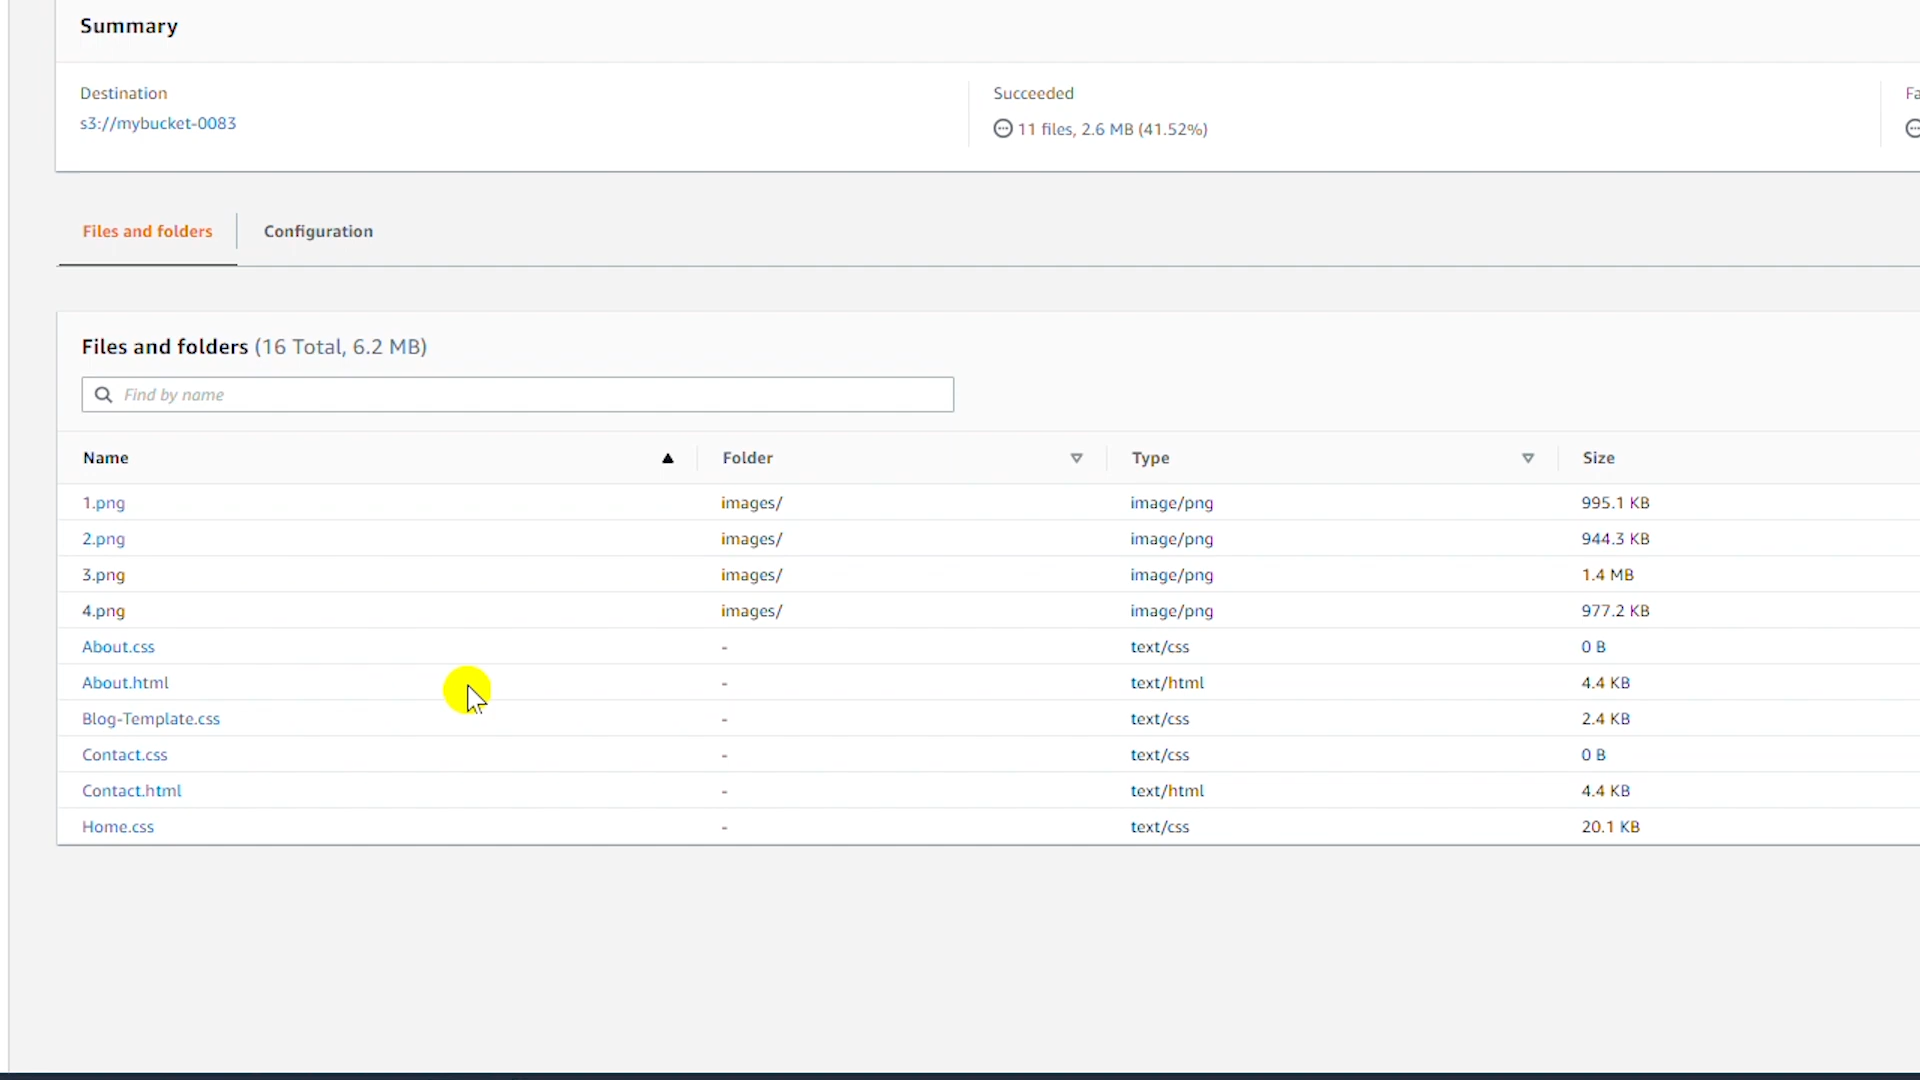 Summary
Destination
s3://mybucket-0083
Succeeded
11 files, 2.6 MB (41.52%)
Files and folders
Configuration
Files and folders (16 Total, 6.2 MB)
Find by name
Name Folder Type Size
1.png images/ image/png 995.1 KB
2.png images/ image/png 944.3 KB
3.png images/ image/png 1.4 MB
4.png images/ image/png 977.2 KB
About.css - text/css 0 B
About.html - text/html 4.4 KB
Blog-Template.css - text/css 2.4 KB
Contact.css - text/css 0 B
Contact.html - text/html 4.4 KB
Home.css - text/css 20.1 KB